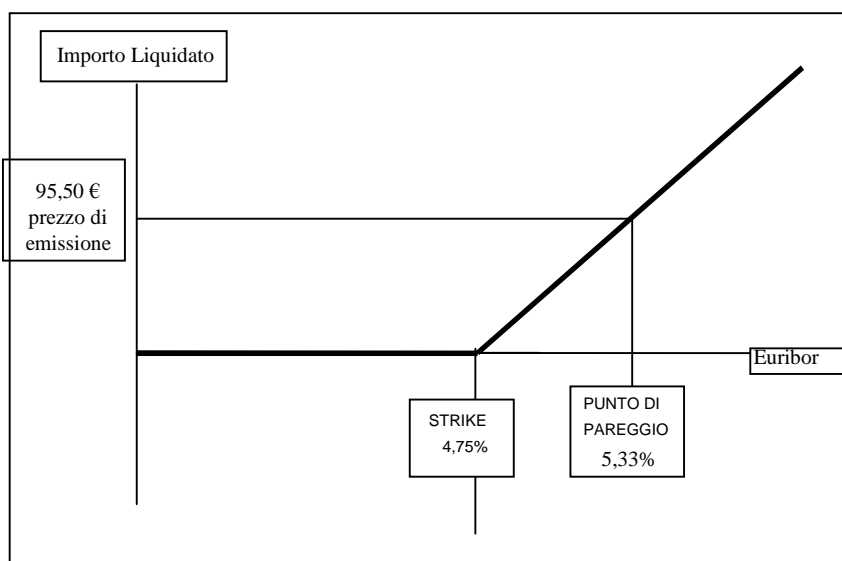 Importo Liquidato
95,50 €
prezzo di
emissione
Euribor
STRIKE
4,75%
PUNTO DI
PAREGGIO
5,33%